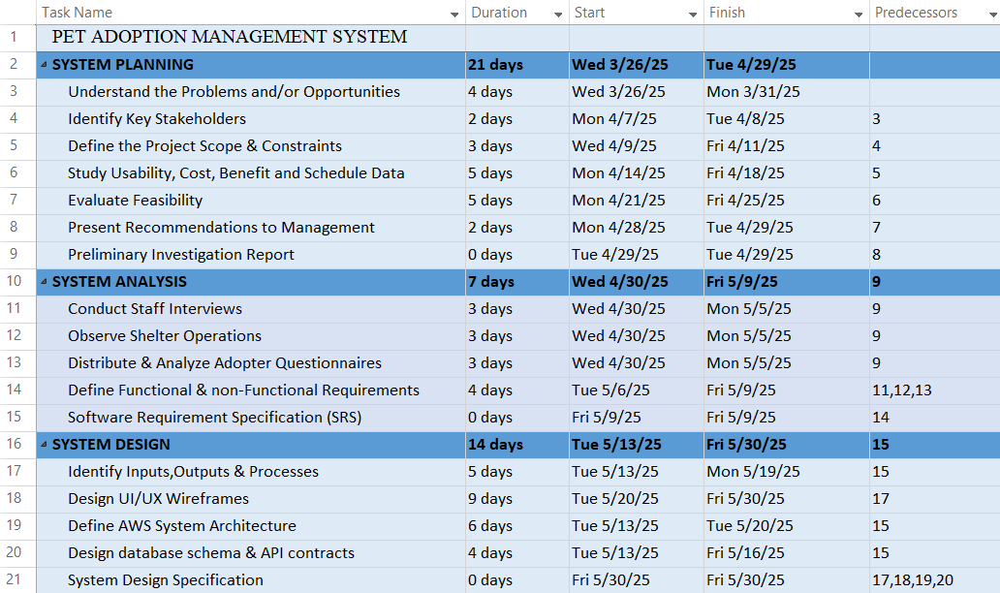 Task Name Duration Start Finish Predecessors
1 PET ADOPTION MANAGEMENT SYSTEM
2 SYSTEM PLANNING 21 days Wed 3/26/25 Tue 4/29/25
3 Understand the Problems and/or Opportunities 4 days Wed 3/26/25 Mon 3/31/25
4 Identify Key Stakeholders 2 days Mon 4/7/25 Tue 4/8/25 3
5 Define the Project Scope & Constraints 3 days Wed 4/9/25 Fri 4/11/25 4
6 Study Usability, Cost, Benefit and Schedule Data 5 days Mon 4/14/25 Fri 4/18/25 5
7 Evaluate Feasibility 5 days Mon 4/21/25 Fri 4/25/25 6
8 Present Recommendations to Management 2 days Mon 4/28/25 Tue 4/29/25 7
9 Preliminary Investigation Report 0 days Tue 4/29/25 Tue 4/29/25 8
10 SYSTEM ANALYSIS 7 days Wed 4/30/25 Fri 5/9/25 9
11 Conduct Staff Interviews 3 days Wed 4/30/25 Mon 5/5/25 9
12 Observe Shelter Operations 3 days Wed 4/30/25 Mon 5/5/25 9
13 Distribute & Analyze Adopter Questionnaires 3 days Wed 4/30/25 Mon 5/5/25 9
14 Define Functional & non-Functional Requirements 4 days Tue 5/6/25 Fri 5/9/25 11,12,13
15 Software Requirement Specification (SRS) 0 days Fri 5/9/25 Fri 5/9/25 14
16 SYSTEM DESIGN 14 days Tue 5/13/25 Fri 5/30/25 15
17 Identify Inputs,Outputs & Processes 5 days Tue 5/13/25 Mon 5/19/25 15
18 Design UI/UX Wireframes 9 days Tue 5/20/25 Fri 5/30/25 17
19 Define AWS System Architecture 6 days Tue 5/13/25 Tue 5/20/25 15
20 Design database schema & API contracts 4 days Tue 5/13/25 Fri 5/16/25 15
21 System Design Specification 0 days Fri 5/30/25 Fri 5/30/25 17,18,19,20